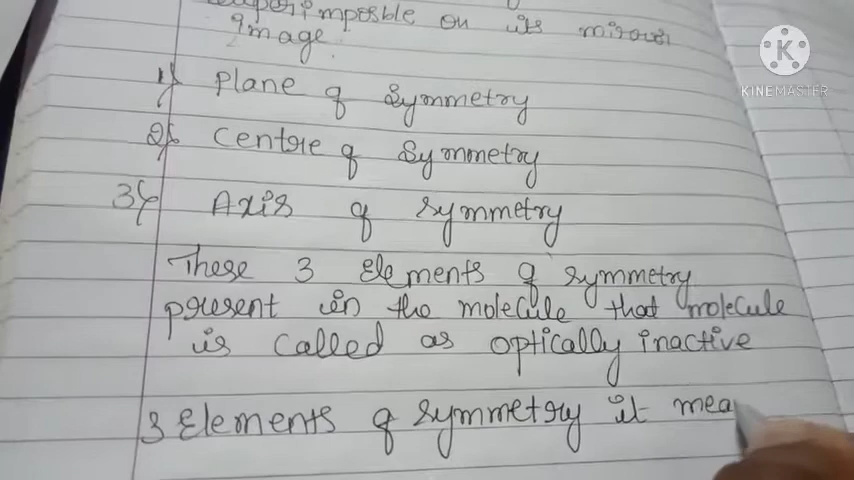 superimposble on its mirror
image.
1) Plane of Symmetry
2) Centre of Symmetry
3) Axis of symmetry
These 3 Elements of symmetry
present in the molecule that molecule
is called as optically inactive
3 Elements of symmetry it mea
KINEMASTER